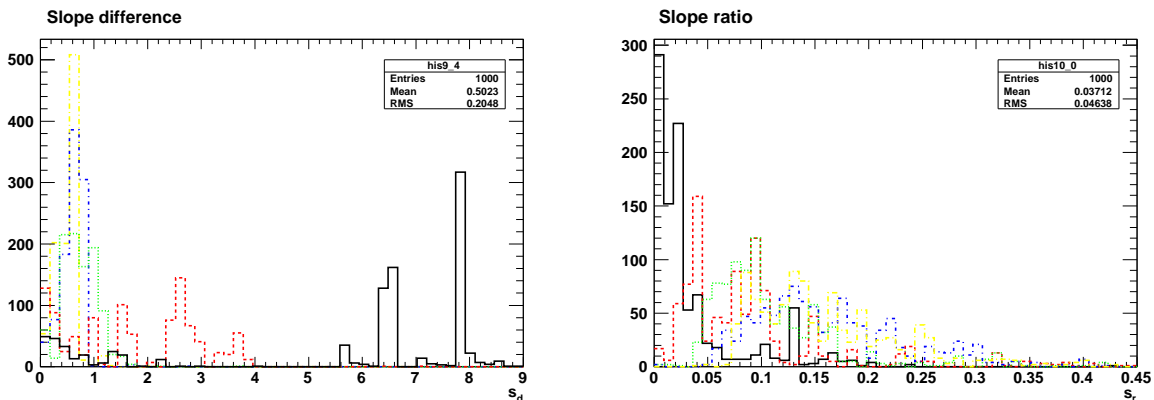 Slope difference
his9_4
Entries 1000
Mean 0.5023
RMS 0.2048
500
400
300
200
100
0
0 1 2 3 4 5 6 7 8 9
s_d
Slope ratio
his10_0
Entries 1000
Mean 0.03712
RMS 0.04638
300
250
200
150
100
50
0
0 0.05 0.1 0.15 0.2 0.25 0.3 0.35 0.4 0.45
s_r